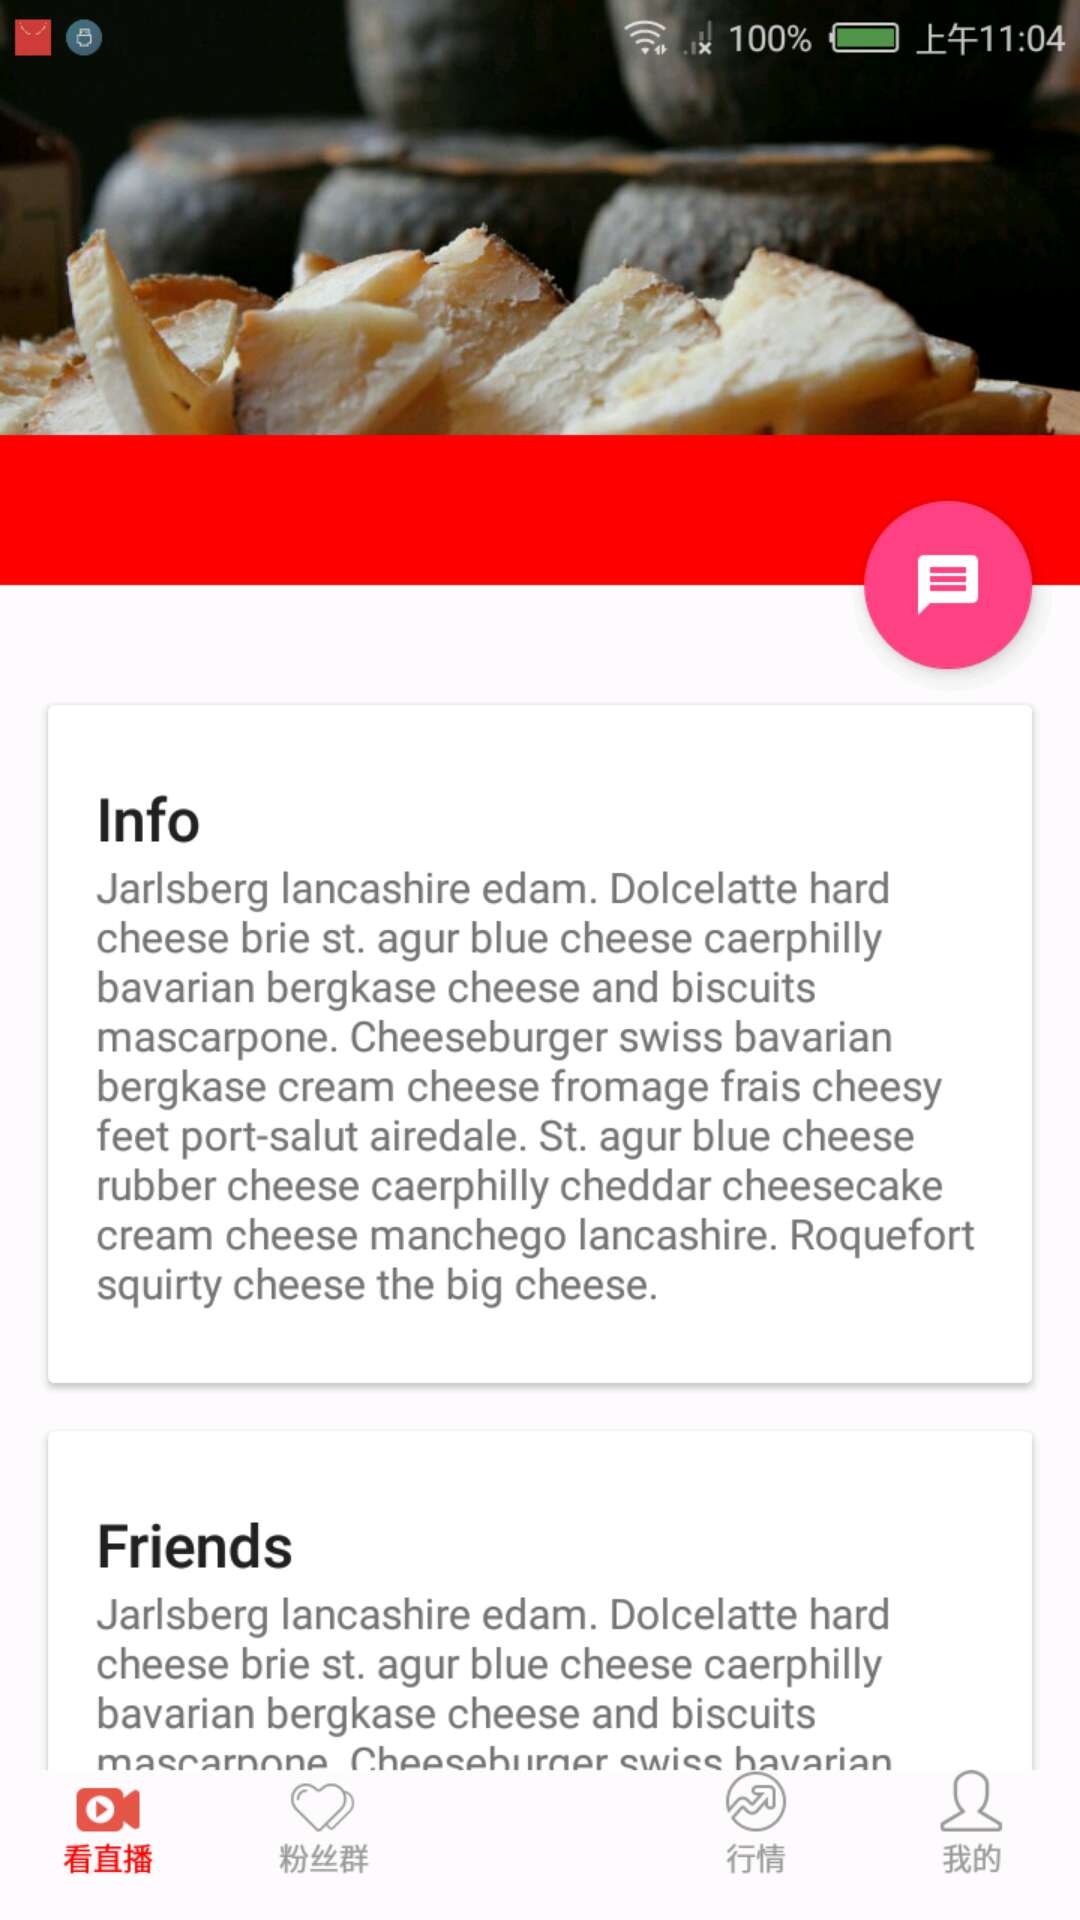 100% 上午11:04
Info
Jarlsberg lancashire edam. Dolcelatte hard
cheese brie st. agur blue cheese caerphilly
bavarian bergkase cheese and biscuits
mascarpone. Cheeseburger swiss bavarian
bergkase cream cheese fromage frais cheesy
feet port-salut airedale. St. agur blue cheese
rubber cheese caerphilly cheddar cheesecake
cream cheese manchego lancashire. Roquefort
squirty cheese the big cheese.
Friends
Jarlsberg lancashire edam. Dolcelatte hard
cheese brie st. agur blue cheese caerphilly
bavarian bergkase cheese and biscuits
mascarpone. Cheeseburger swiss bavarian
看直播 粉丝群 行情 我的